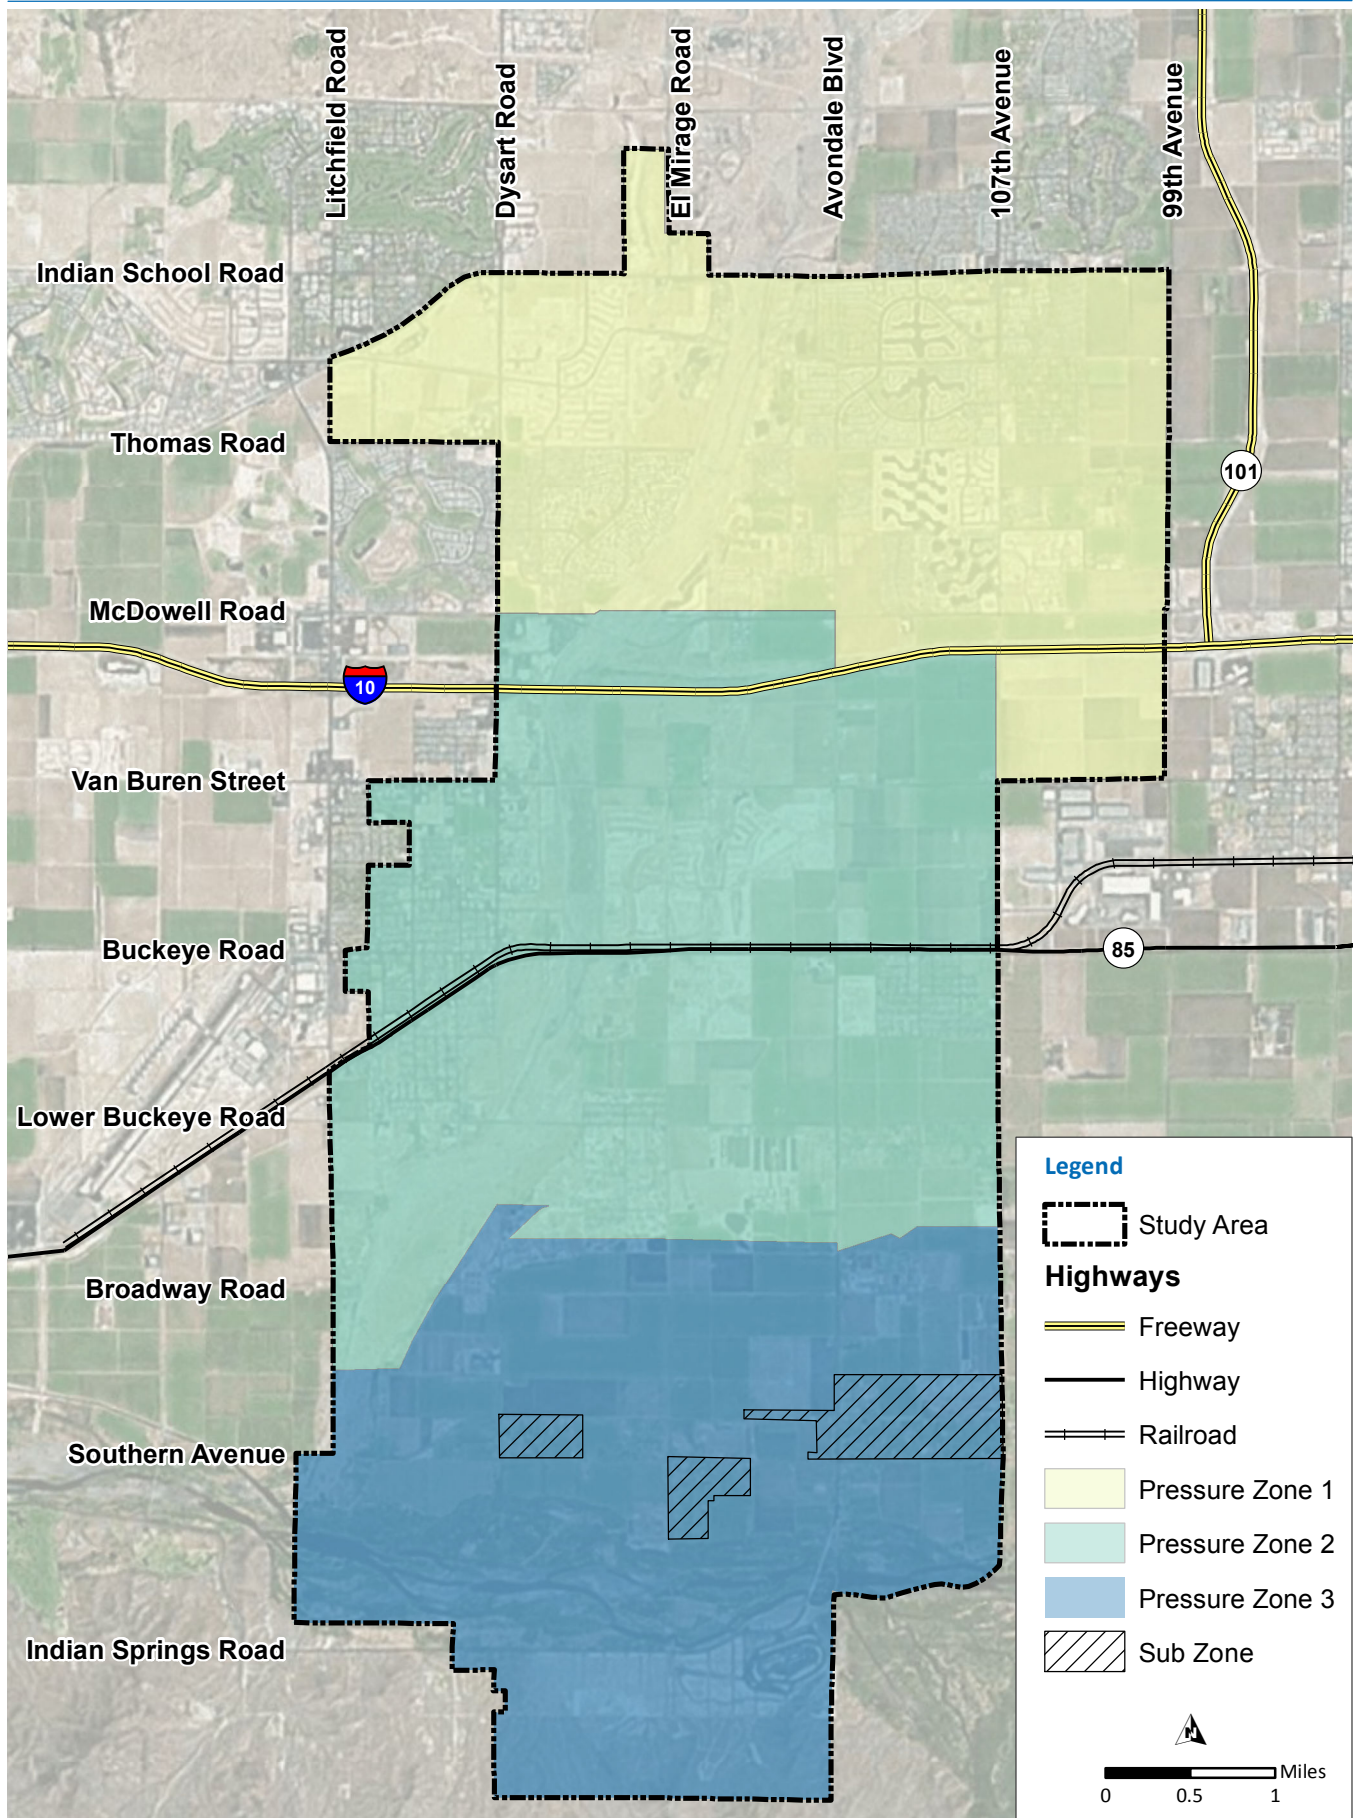 Litchfield Road
Dysart Road
El Mirage Road
Avondale Blvd
107th Avenue
99th Avenue
Indian School Road
Thomas Road
101
McDowell Road
10
Van Buren Street
Buckeye Road
85
Lower Buckeye Road
Broadway Road
Southern Avenue
Indian Springs Road
Legend
Study Area
Highways
Freeway
Highway
Railroad
Pressure Zone 1
Pressure Zone 2
Pressure Zone 3
Sub Zone
N
Miles
0 0.5 1